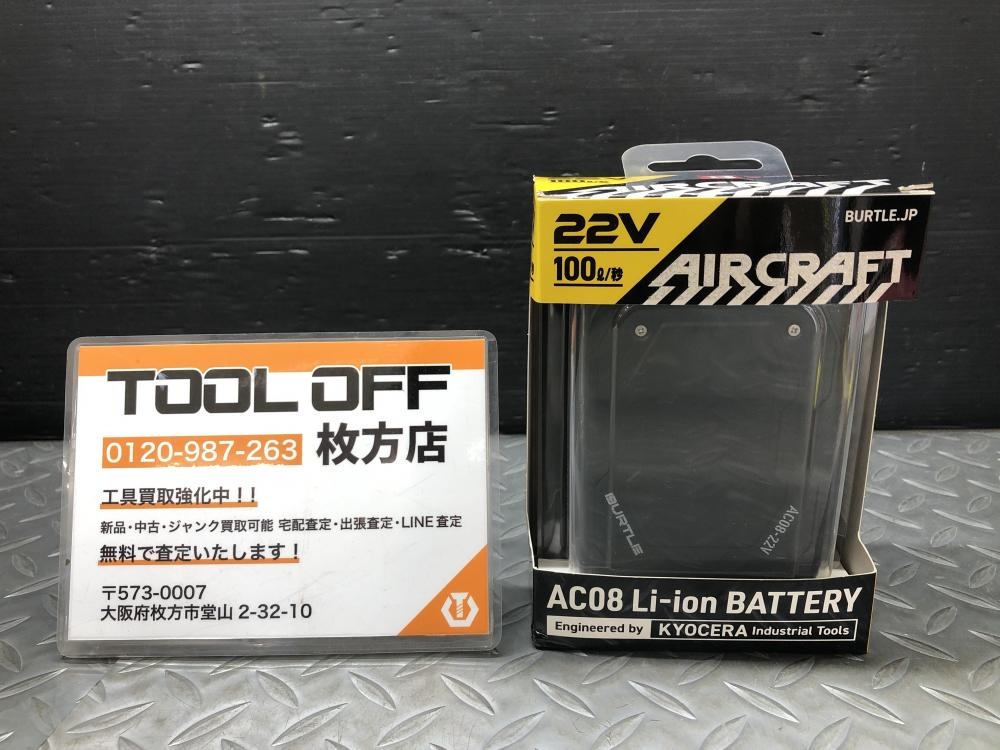 TOOL OFF
0120-987-263 枚方店
工具買取強化中！！
新品・中古・ジャンク買取可能 宅配査定・出張査定・LINE査定
無料で査定いたします！
〒573-0007
大阪府枚方市堂山 2-32-10
AIRCRAFT
22V
100ℓ/秒
BURTLE.JP
AIRCRAFT
BURTLE
AC08-22V
AC08 Li-ion BATTERY
Engineered by KYOCERA Industrial Tools